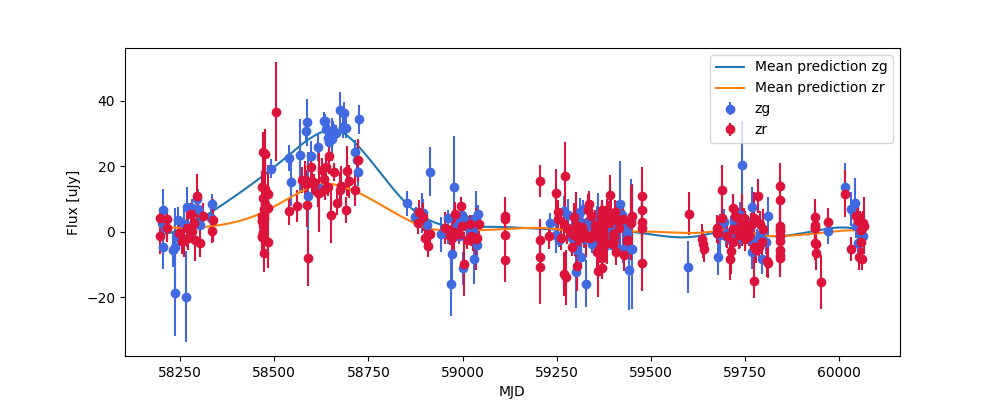 Flux [uJy]
40
20
0
−20
58250
58500
58750
59000
59250
59500
59750
60000
MJD
Mean prediction zg
Mean prediction zr
zg
zr